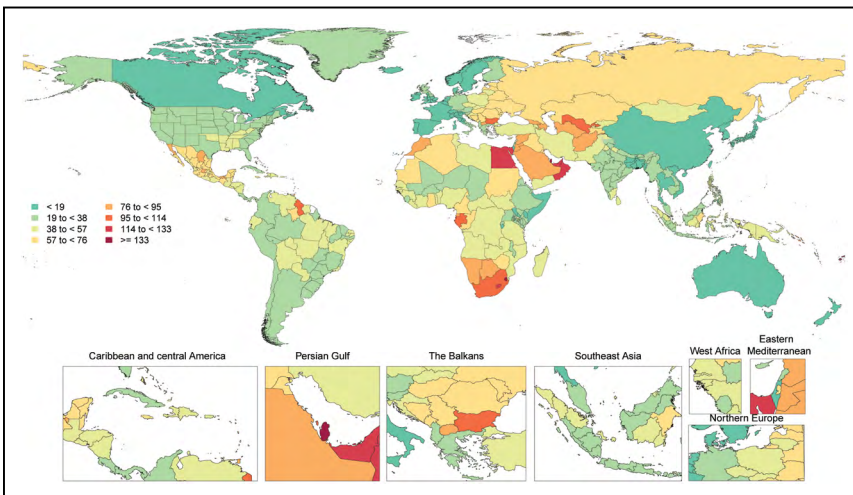 < 19
19 to < 38
38 to < 57
57 to < 76
76 to < 95
95 to < 114
114 to < 133
>= 133
Caribbean and central America
Persian Gulf
The Balkans
Southeast Asia
West Africa
Eastern
Mediterranean
Northern Europe